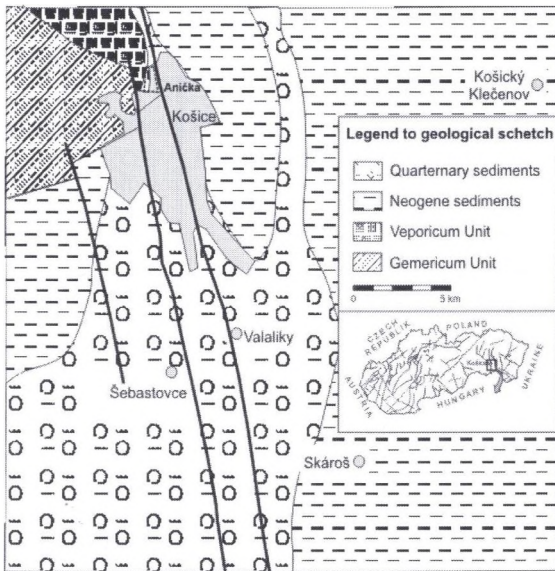 Anička
Košice
Košický
Klečenov
Legend to geological schetch
Quarternary sediments
Neogene sediments
Veporicum Unit
Gemericum Unit
0 5 km
CZECH
REPUBLIK
POLAND
UKRAINE
AUSTRIA
HUNGARY
Košice
Valaliky
Šebastovce
Skároš